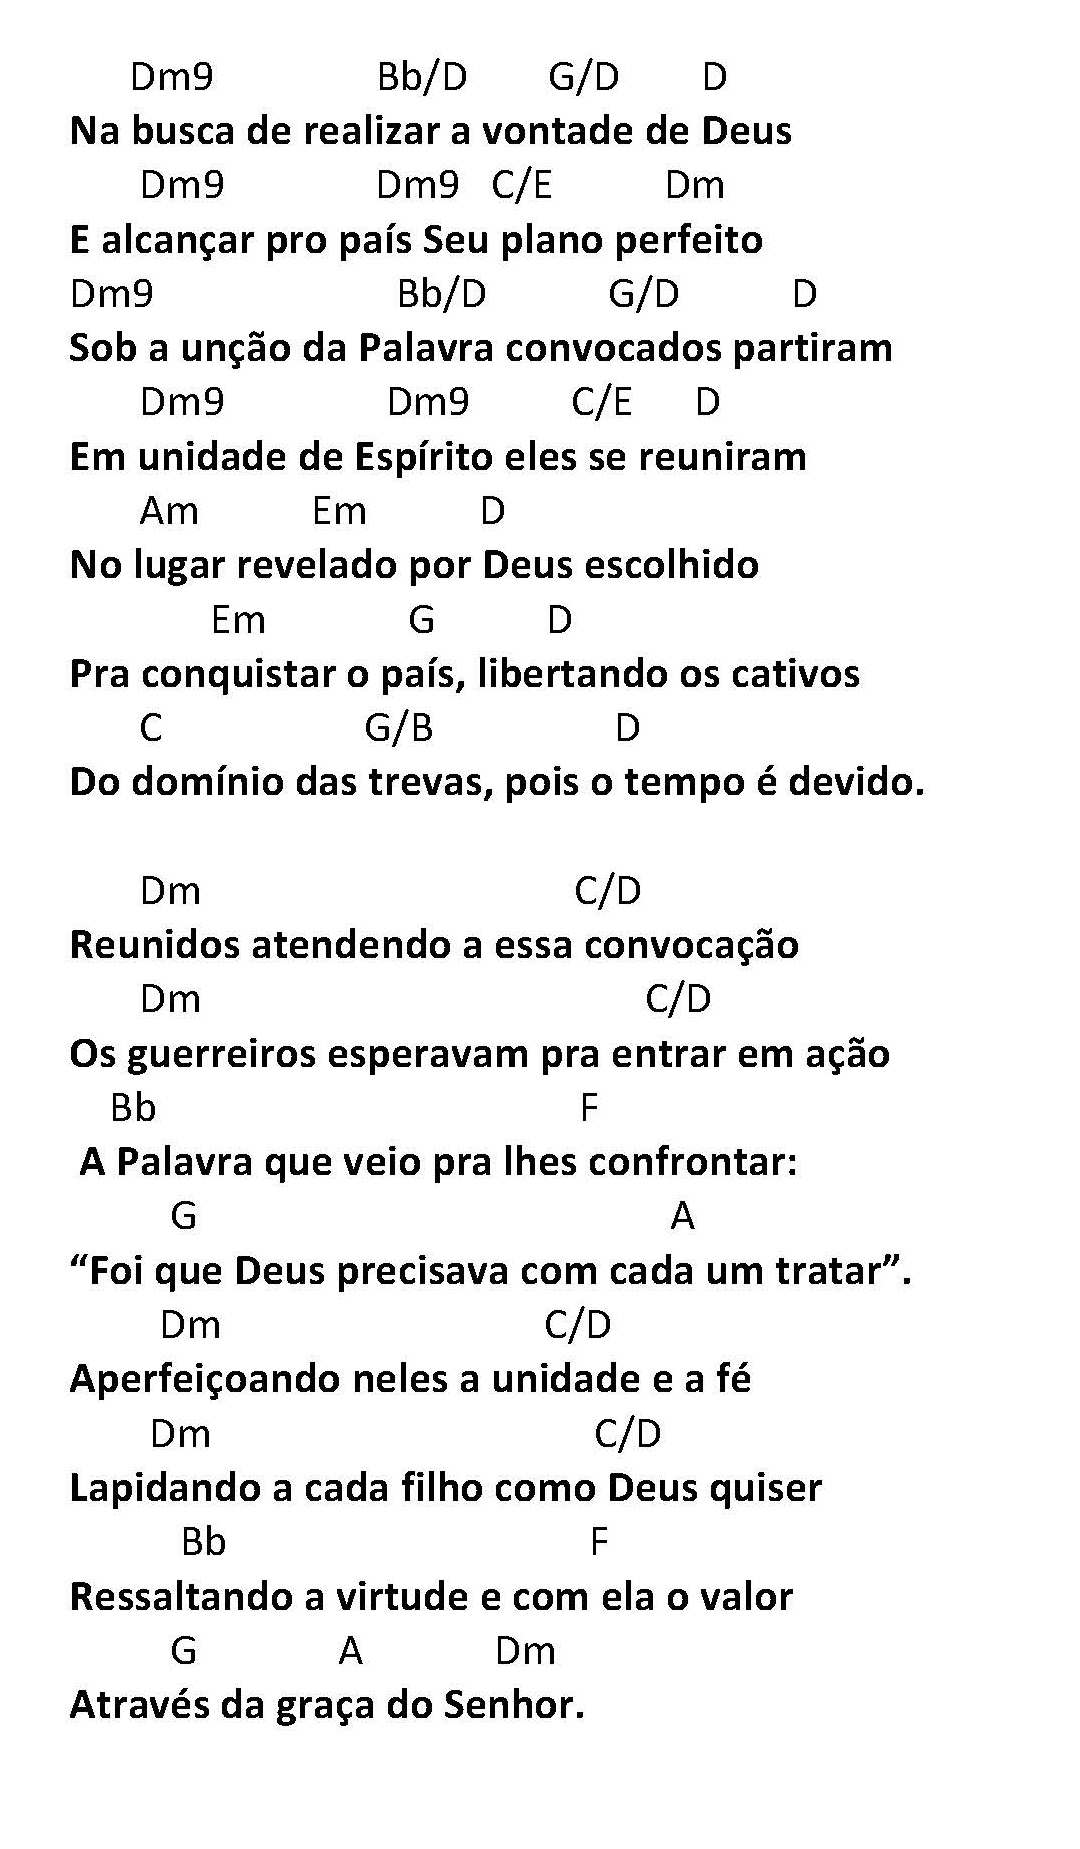 Dm9 Bb/D G/D D
Na busca de realizar a vontade de Deus
Dm9 Dm9 C/E Dm
E alcançar pro país Seu plano perfeito
Dm9 Bb/D G/D D
Sob a unção da Palavra convocados partiram
Dm9 Dm9 C/E D
Em unidade de Espírito eles se reuniram
Am Em D
No lugar revelado por Deus escolhido
Em G D
Pra conquistar o país, libertando os cativos
C G/B D
Do domínio das trevas, pois o tempo é devido.
Dm C/D
Reunidos atendendo a essa convocação
Dm C/D
Os guerreiros esperavam pra entrar em ação
Bb F
A Palavra que veio pra lhes confrontar:
G A
“Foi que Deus precisava com cada um tratar”.
Dm C/D
Aperfeiçoando neles a unidade e a fé
Dm C/D
Lapidando a cada filho como Deus quiser
Bb F
Ressaltando a virtude e com ela o valor
G A Dm
Através da graça do Senhor.